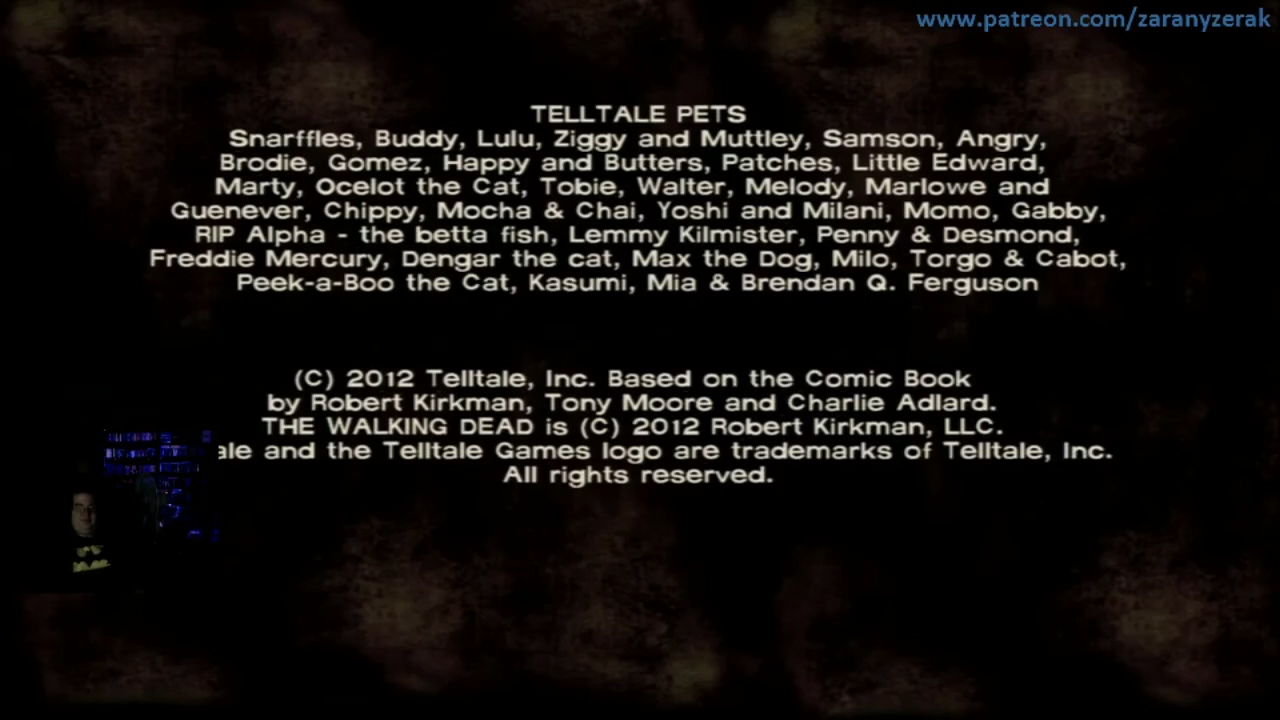 www.patreon.com/zaranyzerak
TELLTALE PETS
Snarffles, Buddy, Lulu, Ziggy and Muttley, Samson, Angry,
Brodie, Gomez, Happy and Butters, Patches, Little Edward,
Marty, Ocelot the Cat, Tobie, Walter, Melody, Marlowe and
Guenever, Chippy, Mocha & Chai, Yoshi and Milani, Momo, Gabby,
RIP Alpha - the betta fish, Lemmy Kilmister, Penny & Desmond,
Freddie Mercury, Dengar the cat, Max the Dog, Milo, Torgo & Cabot,
Peek-a-Boo the Cat, Kasumi, Mia & Brendan Q. Ferguson
(C) 2012 Telltale, Inc. Based on the Comic Book
by Robert Kirkman, Tony Moore and Charlie Adlard.
THE WALKING DEAD is (C) 2012 Robert Kirkman, LLC.
ale and the Telltale Games logo are trademarks of Telltale, Inc.
All rights reserved.